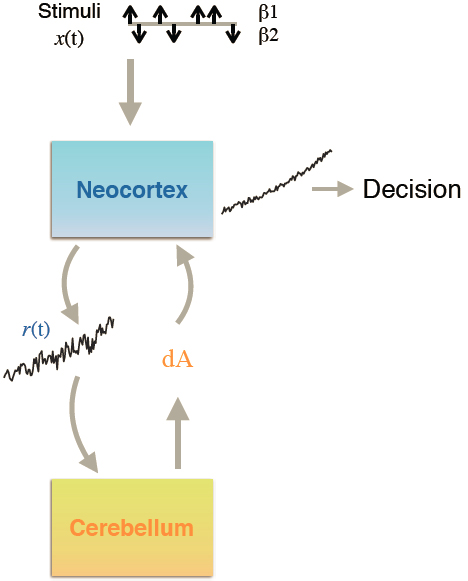 Stimuli β1
x(t) β2
Neocortex
Decision
r(t)
dA
Cerebellum